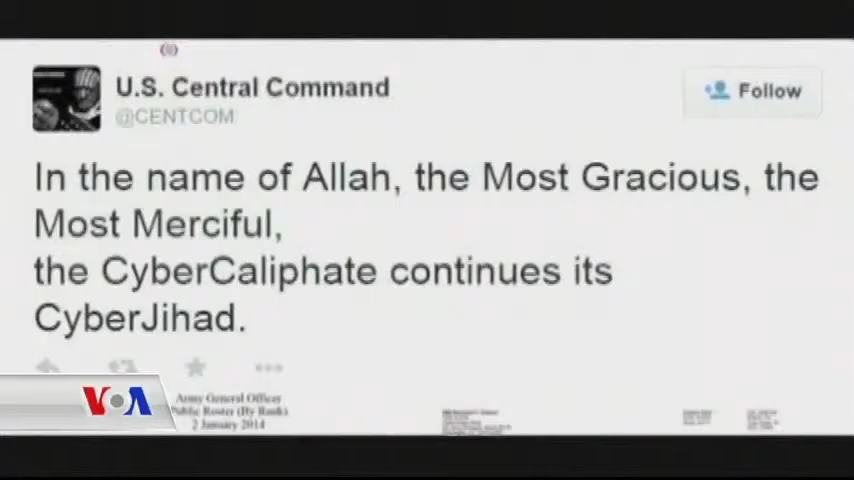 U.S. Central Command
@CENTCOM
Follow
In the name of Allah, the Most Gracious, the
Most Merciful,
the CyberCaliphate continues its
CyberJihad.
VOA
Army General Officer
Public Roster (By Rank)
2 January 2014